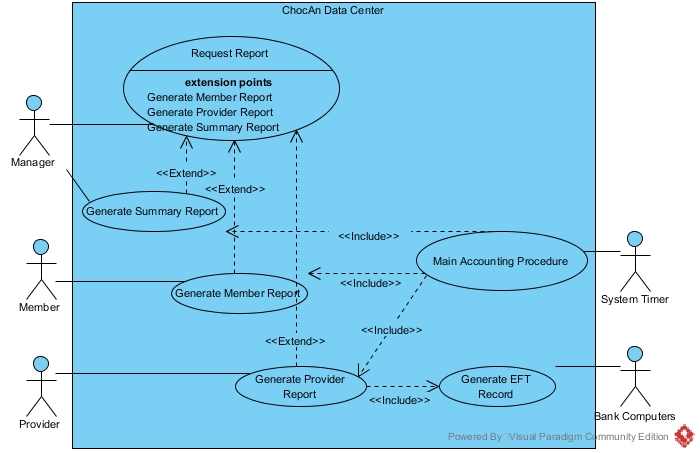 ChocAn Data Center
Request Report
extension points
Generate Member Report
Generate Provider Report
Generate Summary Report
Manager
<<Extend>>
<<Extend>>
Generate Summary Report
<<Include>>
Main Accounting Procedure
<<Include>>
Generate Member Report
System Timer
Member
<<Include>>
<<Extend>>
Generate Provider
Report
Generate EFT
Record
<<Include>>
Provider
Bank Computers
Powered By Visual Paradigm Community Edition